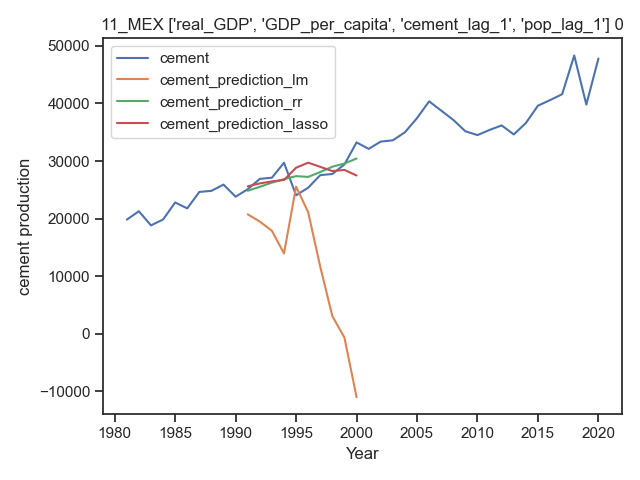 11_MEX ['real_GDP', 'GDP_per_capita', 'cement_lag_1', 'pop_lag_1'] 0
50000
40000
30000
20000
10000
0
−10000
cement production
cement
cement_prediction_lm
cement_prediction_rr
cement_prediction_lasso
1980 1985 1990 1995 2000 2005 2010 2015 2020
Year